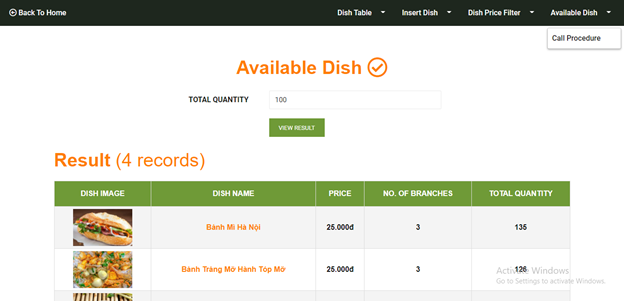 Back To Home
Dish Table
Insert Dish
Dish Price Filter
Available Dish
Call Procedure
Available Dish
TOTAL QUANTITY
100
VIEW RESULT
Result (4 records)
DISH IMAGE DISH NAME PRICE NO. OF BRANCHES TOTAL QUANTITY
Bánh Mì Hà Nội 25.000đ 3 135
Bánh Tráng Mỡ Hành Tóp Mỡ 25.000đ 3 126
Activate Windows
Go to Settings to activate Windows.